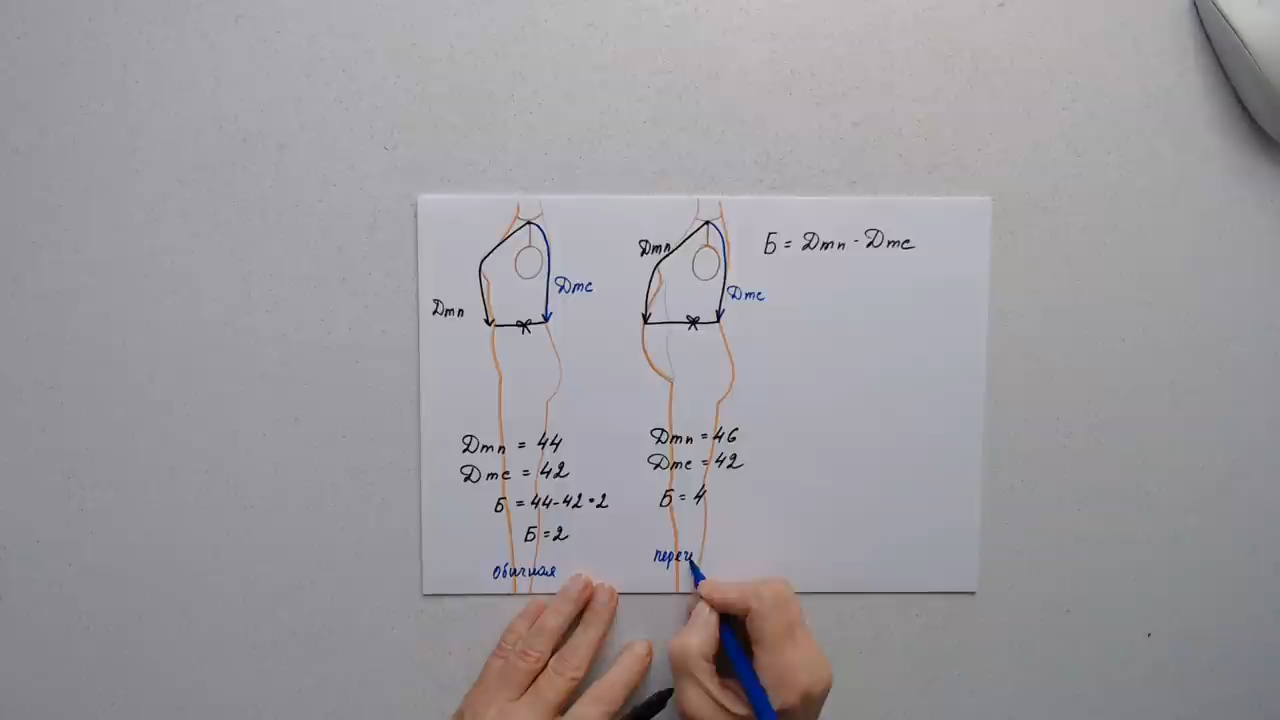 Дтп
Дтс
Дтп = 44
Дтс = 42
Б = 44-42=2
Б = 2
Обычная
Дтп
Дтс
Дтп = 46
Дтс = 42
Б = 4
Б = Дтп - Дтс